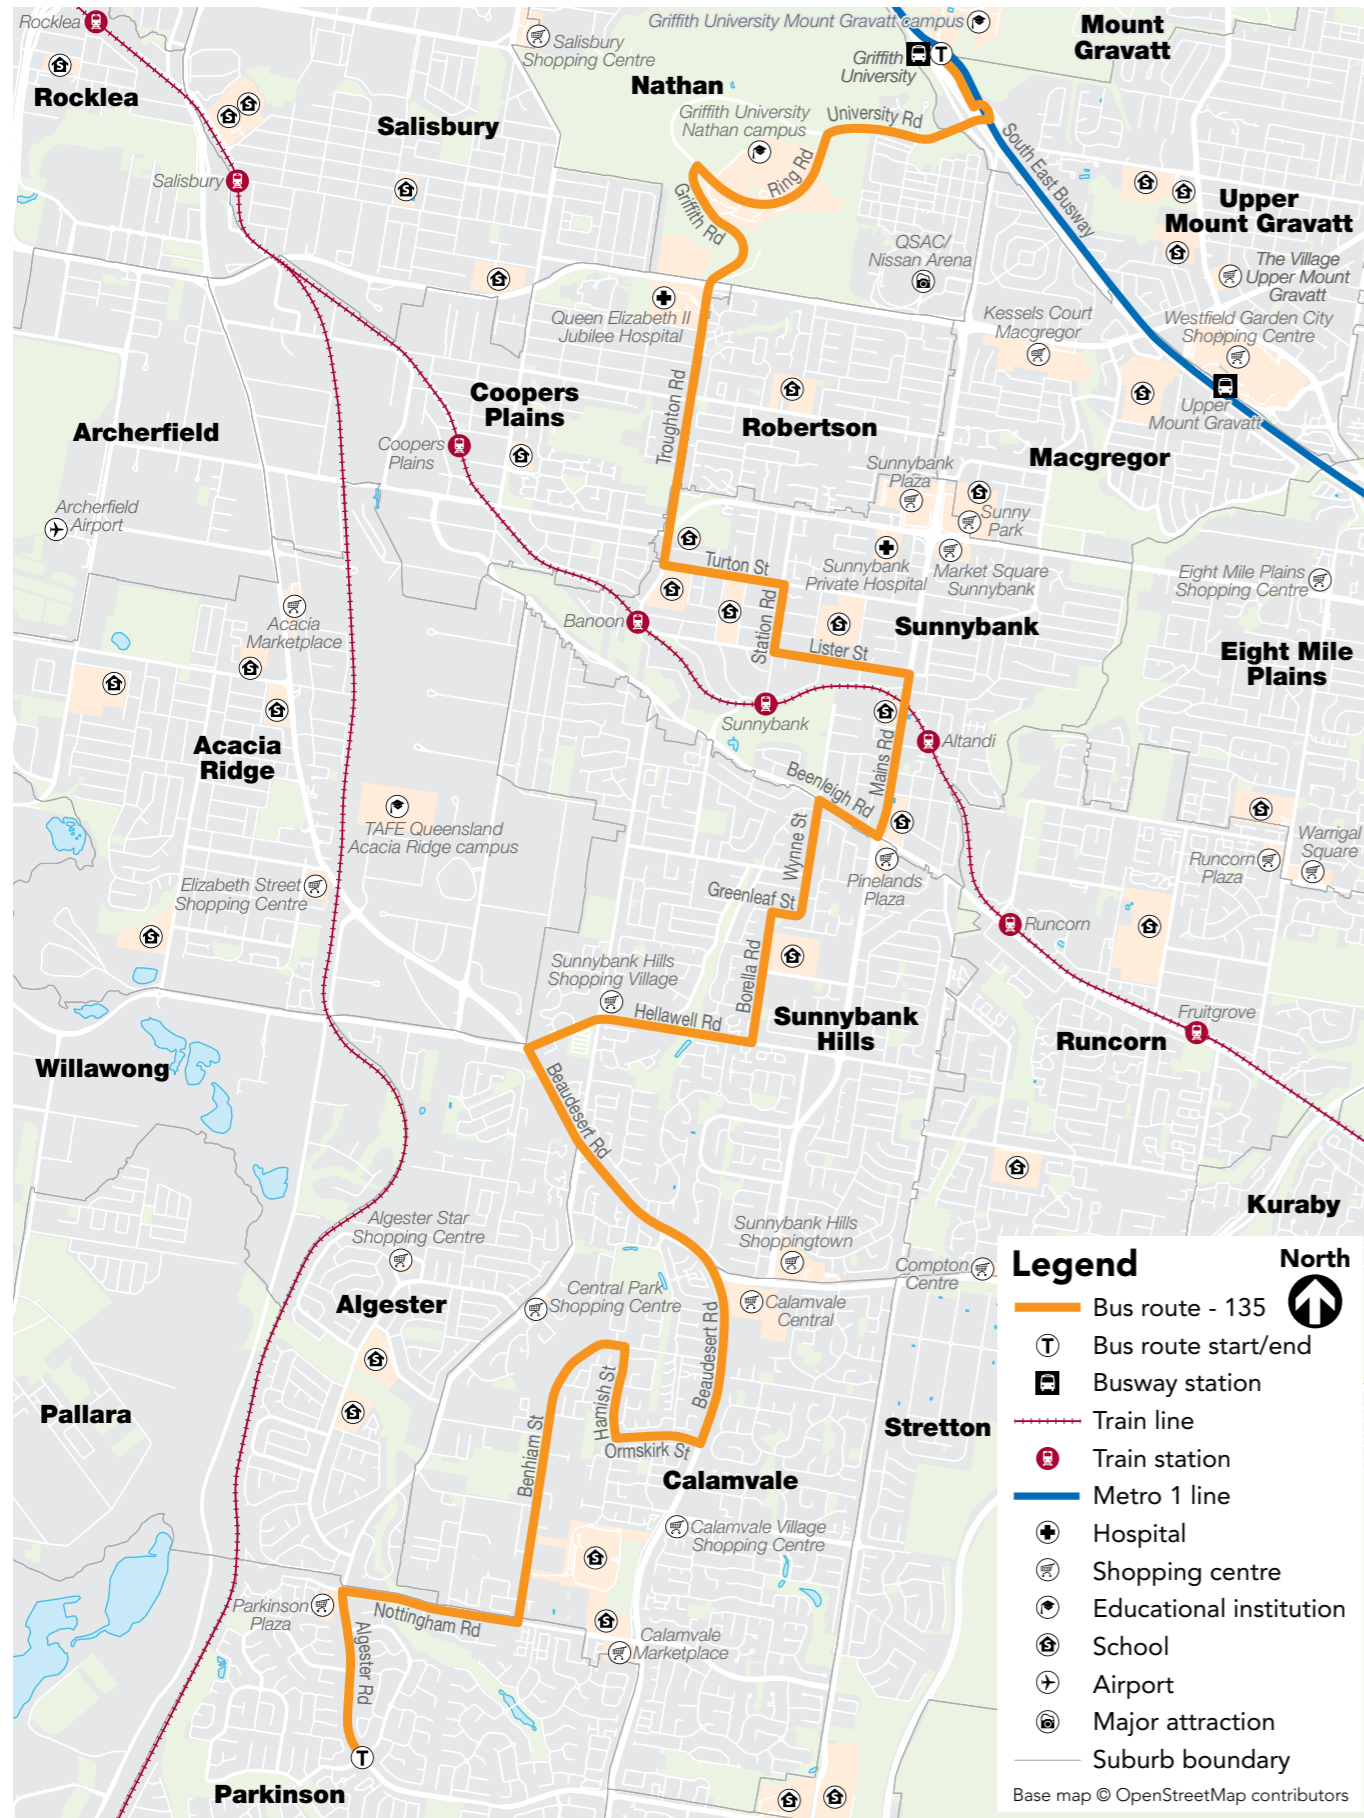 Rocklea
Rocklea
Salisbury
Shopping Centre
Griffith University Mount Gravatt campus
Mount
Gravatt
Griffith
University
Nathan
Salisbury
Griffith University
Nathan campus
University Rd
Ring Rd
Griffith Rd
South East Busway
Salisbury
Upper
Mount Gravatt
QSAC/
Nissan Arena
The Village
Upper Mount
Gravatt
Queen Elizabeth II
Jubilee Hospital
Kessels Court
Macgregor
Westfield Garden City
Shopping Centre
Upper
Mount Gravatt
Coopers
Plains
Troughton Rd
Robertson
Archerfield
Coopers
Plains
Macgregor
Sunnybank
Plaza
Sunny
Park
Archerfield
Airport
Turton St
Sunnybank
Private Hospital
Market Square
Sunnybank
Eight Mile Plains
Shopping Centre
Acacia
Marketplace
Banoon
Station Rd
Lister St
Sunnybank
Eight Mile
Plains
Sunnybank
Altandi
Mains Rd
Acacia
Ridge
Beenleigh Rd
TAFE Queensland
Acacia Ridge campus
Wynne St
Warrigal
Square
Runcorn
Plaza
Pinelands
Plaza
Elizabeth Street
Shopping Centre
Greenleaf St
Runcorn
Borella Rd
Sunnybank Hills
Shopping Village
Hellawell Rd
Sunnybank
Hills
Fruitgrove
Runcorn
Willawong
Beaudesert Rd
Kuraby
Algester Star
Shopping Centre
Sunnybank Hills
Shoppingtown
Compton
Centre
Central Park
Shopping Centre
Calamvale
Central
Algester
Beaudesert Rd
Hamish St
Pallara
Benhiam St
Ormskirk St
Stretton
Calamvale
Calamvale Village
Shopping Centre
Parkinson
Plaza
Nottingham Rd
Calamvale
Marketplace
Algester Rd
Parkinson
T
T
Legend
North
Bus route - 135
T
Bus route start/end
Busway station
Train line
Train station
Metro 1 line
Hospital
Shopping centre
Educational institution
School
Airport
Major attraction
Suburb boundary
Base map © OpenStreetMap contributors